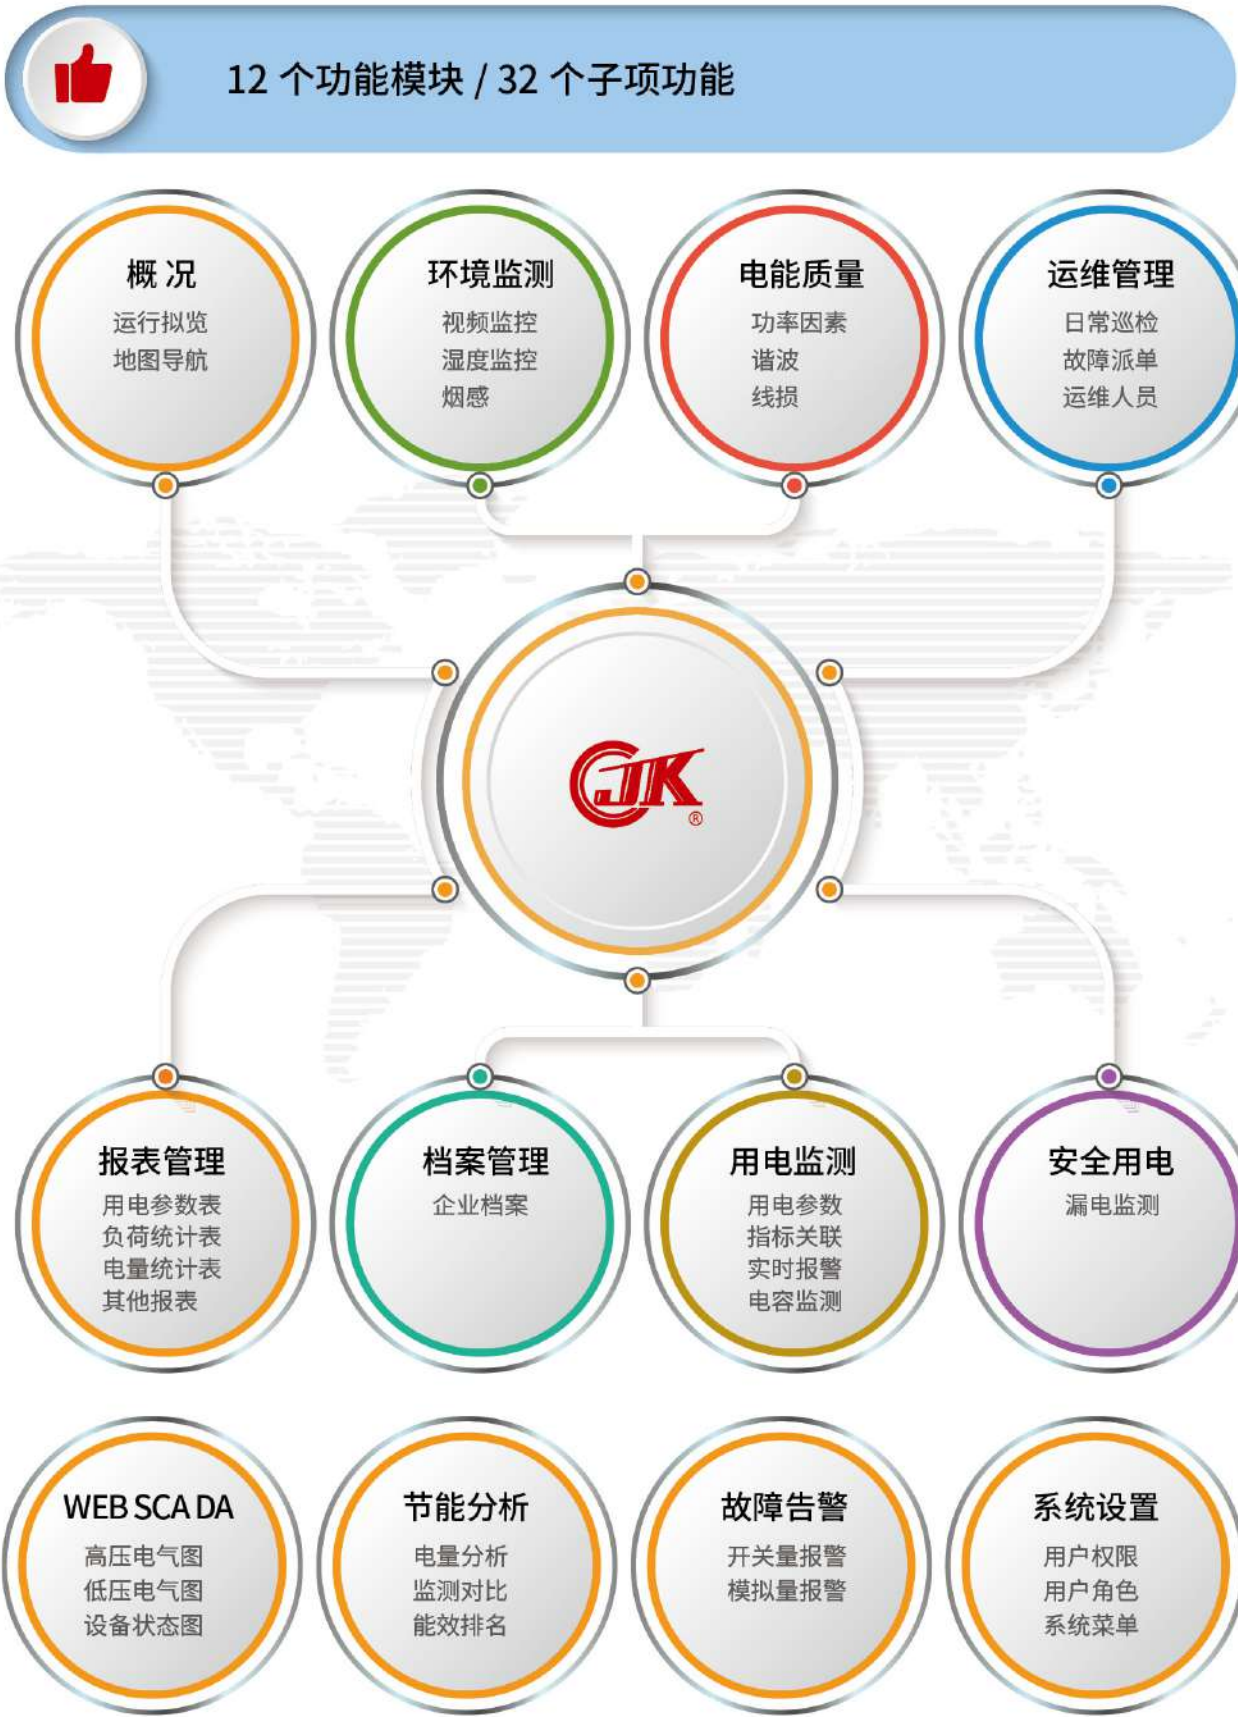 12 个功能模块 / 32 个子项功能
概 况
运行拟览
地图导航
环境监测
视频监控
湿度监控
烟感
电能质量
功率因素
谐波
线损
运维管理
日常巡检
故障派单
运维人员
CJK
®
报表管理
用电参数表
负荷统计表
电量统计表
其他报表
档案管理
企业档案
用电监测
用电参数
指标关联
实时报警
电容监测
安全用电
漏电监测
WEB SCA DA
高压电气图
低压电气图
设备状态图
节能分析
电量分析
监测对比
能效排名
故障告警
开关量报警
模拟量报警
系统设置
用户权限
用户角色
系统菜单